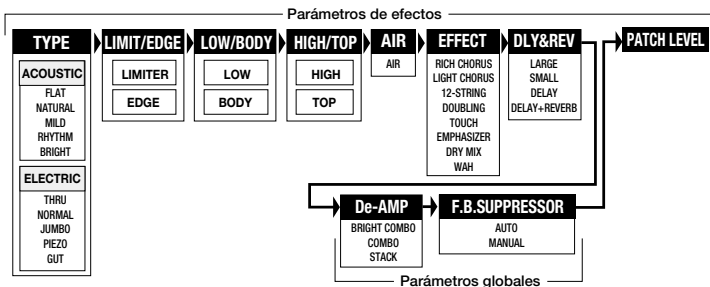 Parámetros de efectos
TYPE
ACOUSTIC
FLAT
NATURAL
MILD
RHYTHM
BRIGHT
ELECTRIC
THRU
NORMAL
JUMBO
PIEZO
GUT
LIMIT/EDGE
LIMITER
EDGE
LOW/BODY
LOW
BODY
HIGH/TOP
HIGH
TOP
AIR
AIR
EFFECT
RICH CHORUS
LIGHT CHORUS
12-STRING
DOUBLING
TOUCH
EMPHASIZER
DRY MIX
WAH
DLY&REV
LARGE
SMALL
DELAY
DELAY+REVERB
PATCH LEVEL
De-AMP
BRIGHT COMBO
COMBO
STACK
F.B.SUPPRESSOR
AUTO
MANUAL
Parámetros globales